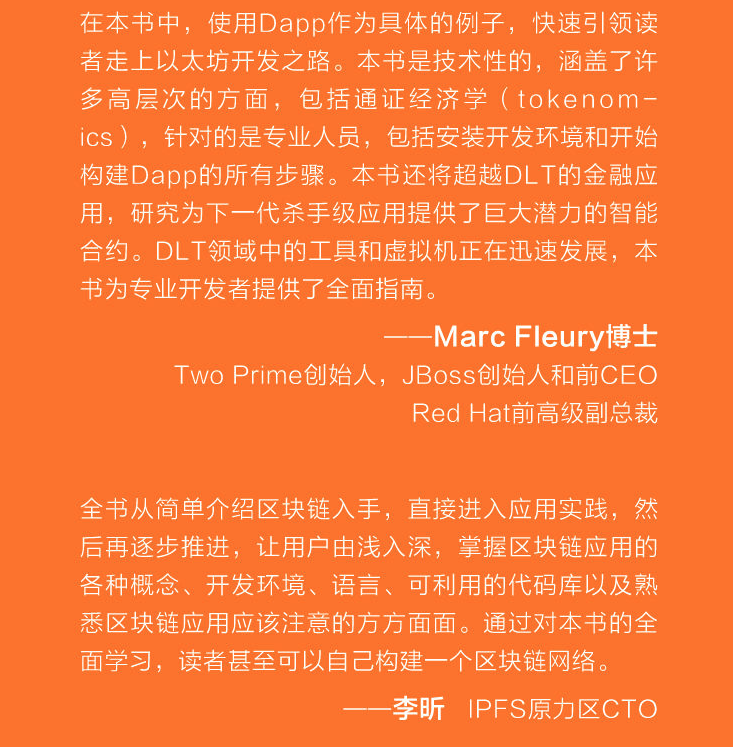 在本书中，使用Dapp作为具体的例子，快速引领读
者走上以太坊开发之路。本书是技术性的，涵盖了许
多高层次的方面，包括通证经济学（tokenom-
ics），针对的是专业人员，包括安装开发环境和开始
构建Dapp的所有步骤。本书还将超越DLT的金融应
用，研究为下一代杀手级应用提供了巨大潜力的智能
合约。DLT领域中的工具和虚拟机正在迅速发展，本
书为专业开发者提供了全面指南。
——Marc Fleury博士
Two Prime创始人，JBoss创始人和前CEO
Red Hat前高级副总裁
全书从简单介绍区块链入手，直接进入应用实践，然
后再逐步推进，让用户由浅入深，掌握区块链应用的
各种概念、开发环境、语言、可利用的代码库以及熟
悉区块链应用应该注意的方方面面。通过对本书的全
面学习，读者甚至可以自己构建一个区块链网络。
——李昕 IPFS原力区CTO